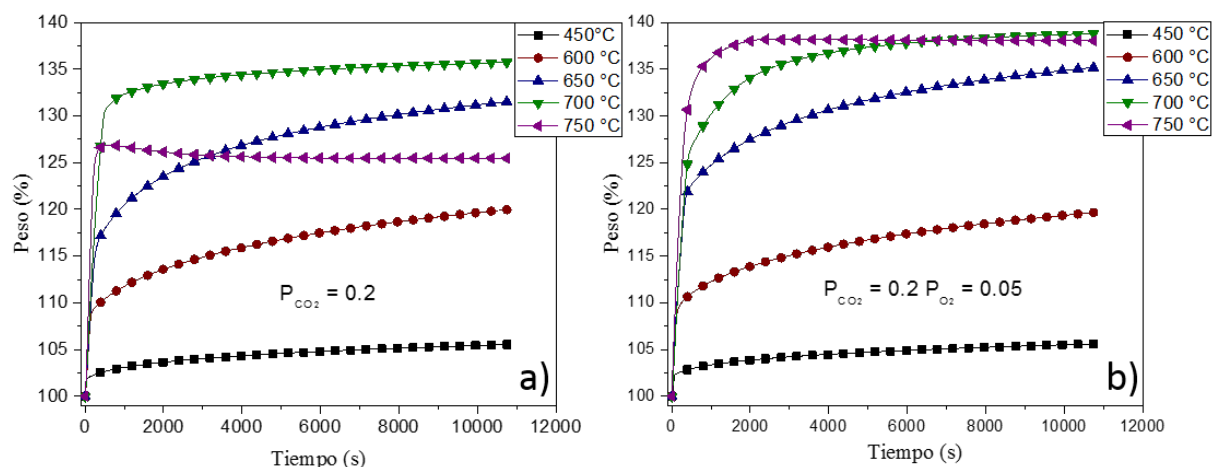 140
135
130
125
120
115
110
105
100
Peso (%)
0 2000 4000 6000 8000 10000 12000
Tiempo (s)
450°C
600 °C
650 °C
700 °C
750 °C
P CO₂ = 0.2
a)
140
135
130
125
120
115
110
105
100
Peso (%)
0 2000 4000 6000 8000 10000 12000
Tiempo (s)
450 °C
600 °C
650 °C
700 °C
750 °C
P CO₂ = 0.2 P O₂ = 0.05
b)